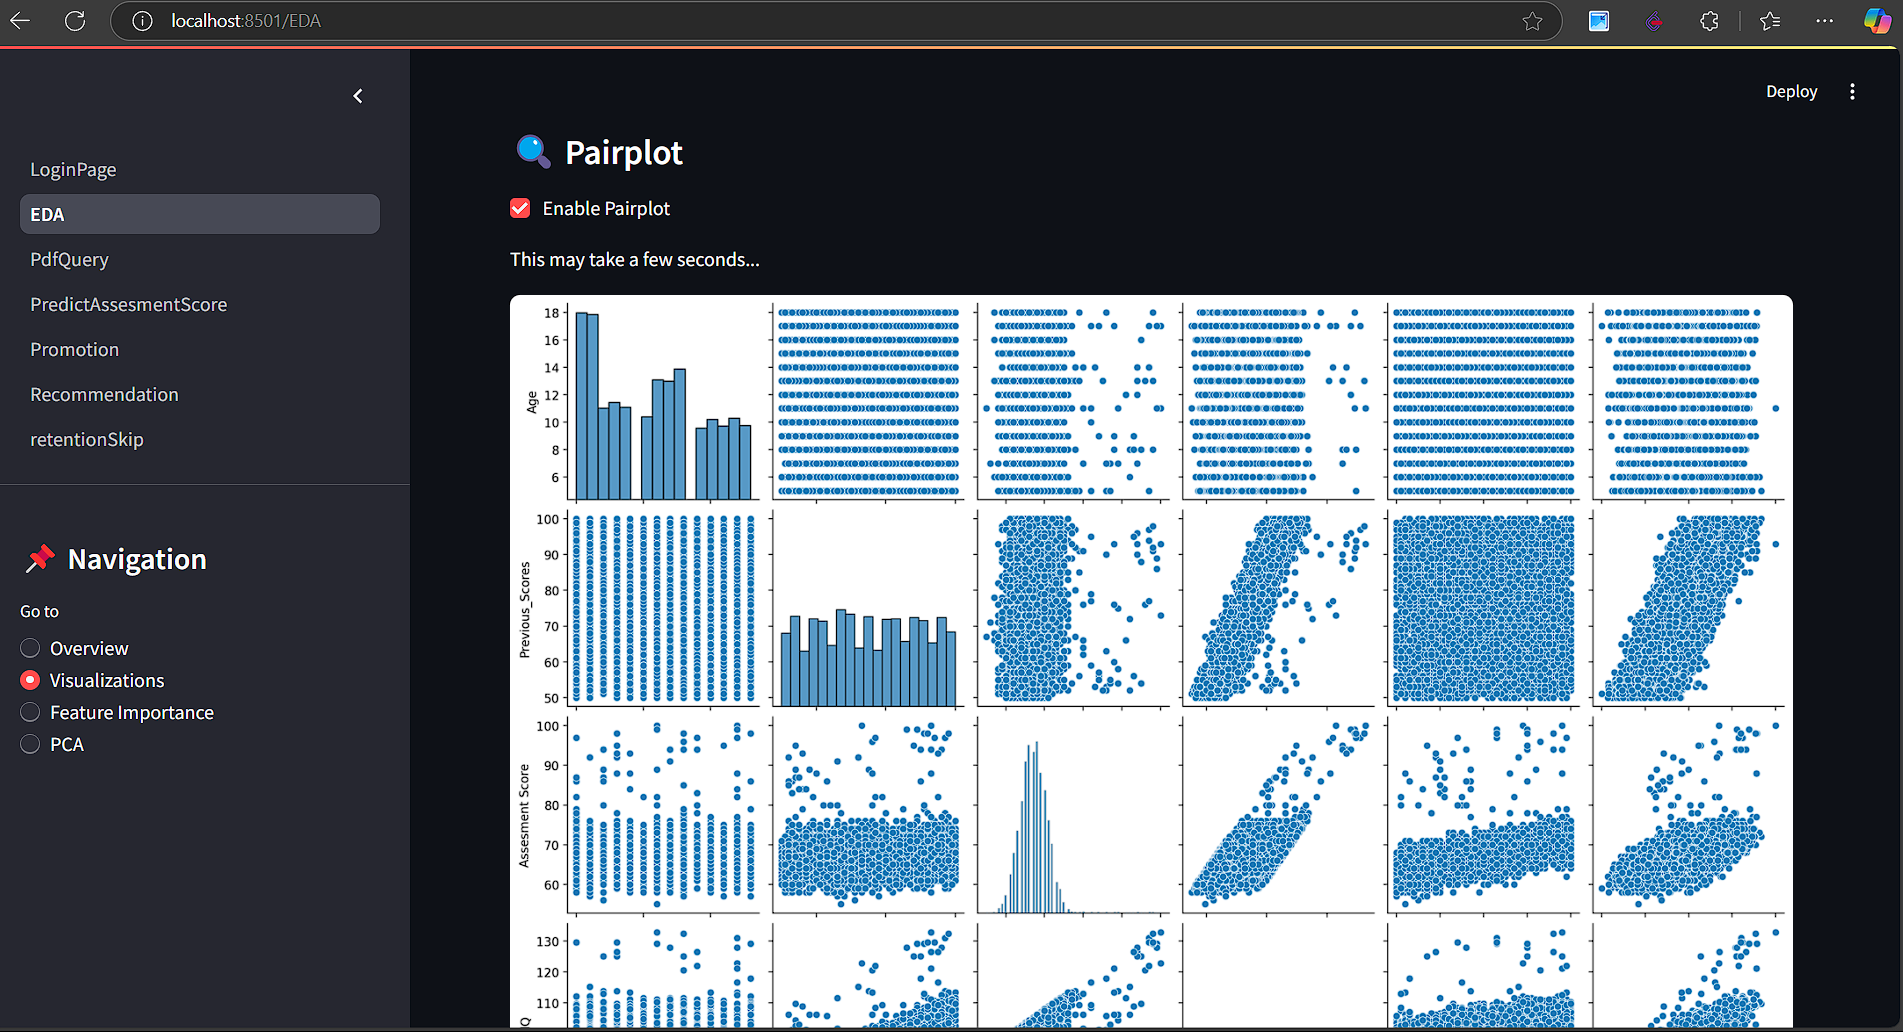 localhost:8501/EDA
Deploy
LoginPage
EDA
PdfQuery
PredictAssesmentScore
Promotion
Recommendation
retentionSkip
Navigation
Go to
Overview
Visualizations
Feature Importance
PCA
Pairplot
Enable Pairplot
This may take a few seconds...
Age
18
16
14
12
10
8
6
Previous_Scores
100
90
80
70
60
50
Assessment Score
100
90
80
70
60
130
120
110